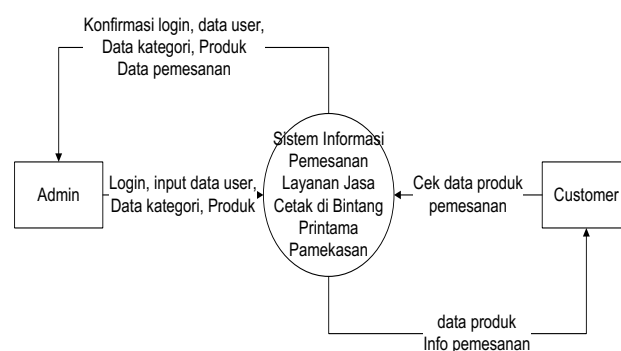 Konfirmasi login, data user,
Data kategori, Produk
Data pemesanan
Admin
Login, input data user,
Data kategori, Produk
Sistem Informasi
Pemesanan
Layanan Jasa
Cetak di Bintang
Printama
Pamekasan
Cek data produk
pemesanan
Customer
data produk
Info pemesanan